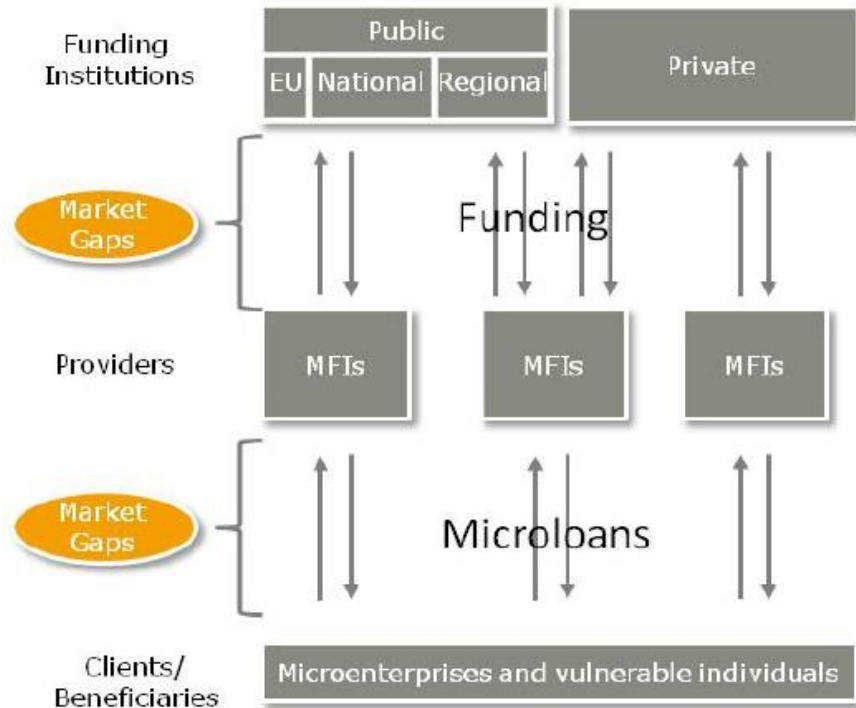 Funding
Institutions
Public
EU National Regional
Private
Market
Gaps
Funding
Providers
MFIs
MFIs
MFIs
Market
Gaps
Microloans
Clients/
Beneficiaries
Microenterprises and vulnerable individuals